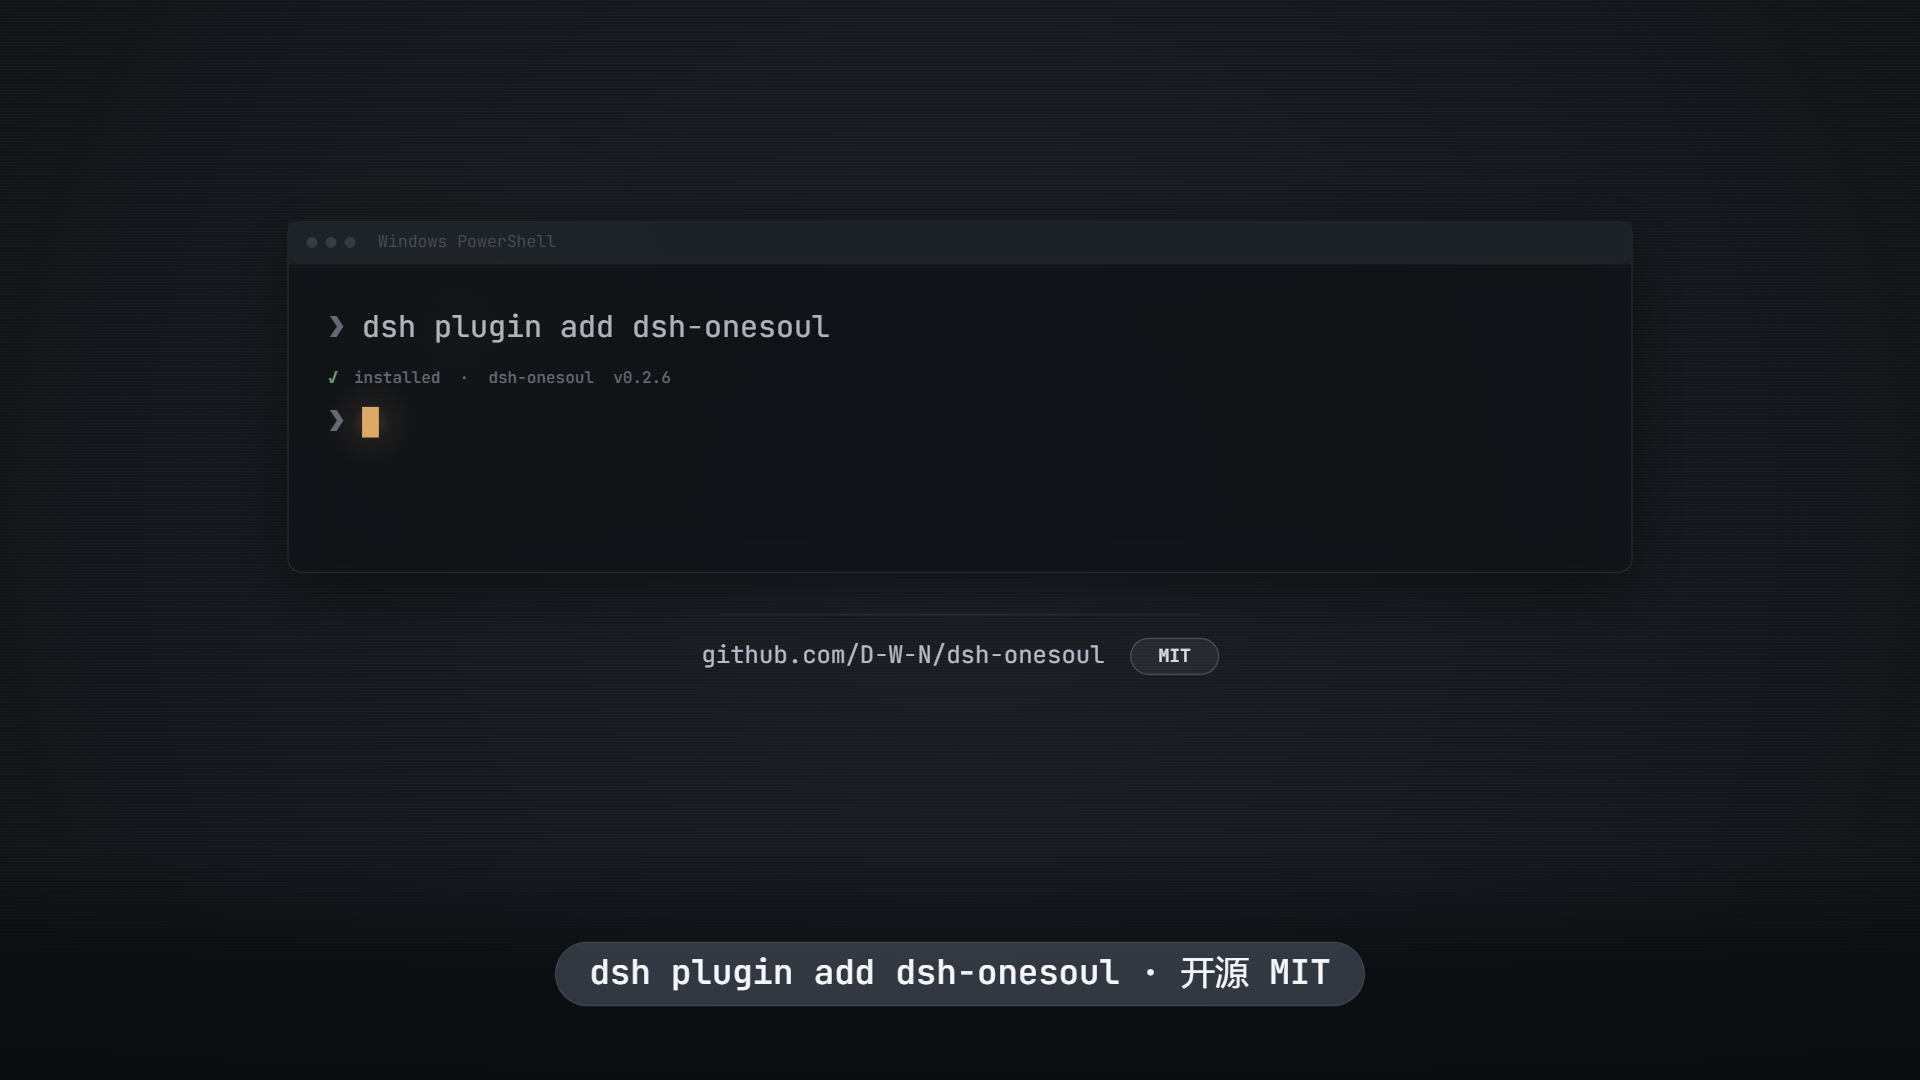 Windows PowerShell
❯ dsh plugin add dsh-onesoul
✓ installed · dsh-onesoul v0.2.6
❯
github.com/D-W-N/dsh-onesoul MIT
dsh plugin add dsh-onesoul · 开源 MIT